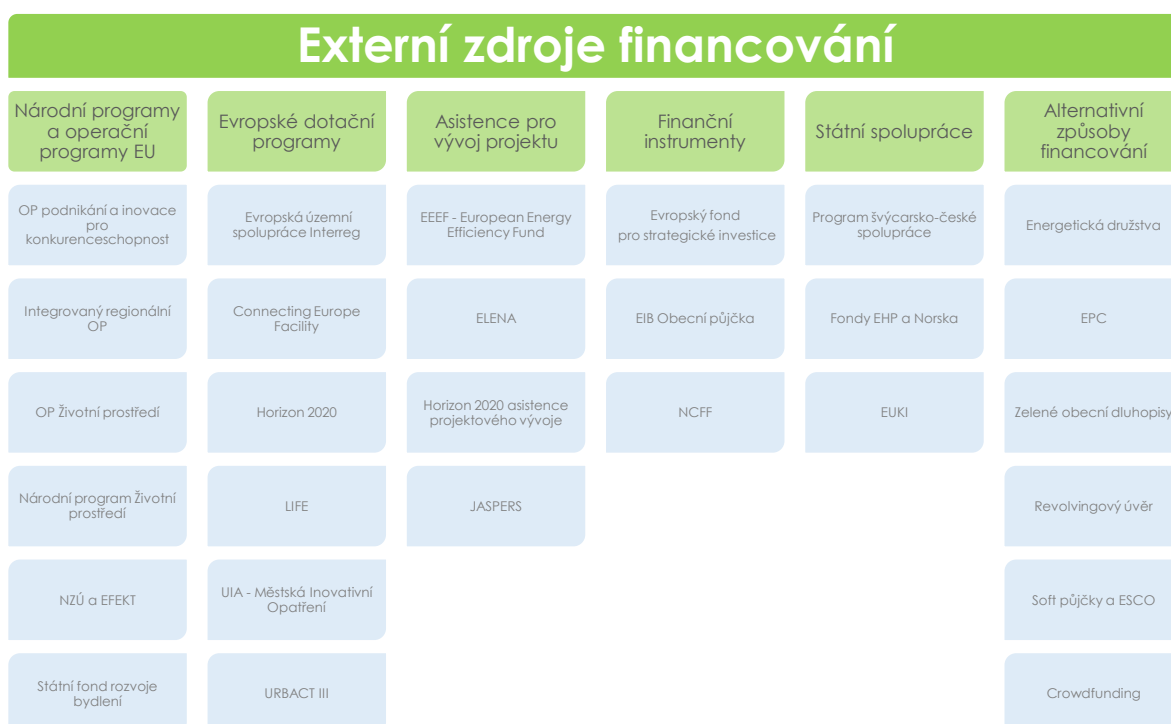 Externí zdroje financování
Národní programy
a operační
programy EU
OP podnikání a inovace
pro
konkurenceschopnost
Integrovaný regionální
OP
OP Životní prostředí
Národní program Životní
prostředí
NZÚ a EFEKT
Státní fond rozvoje
bydlení
Evropské dotační
programy
Evropská územní
spolupráce Interreg
Connecting Europe
Facility
Horizon 2020
LIFE
UIA - Městská Inovativní
Opatření
URBACT III
Asistence pro
vývoj projektu
EEEF - European Energy
Efficiency Fund
ELENA
Horizon 2020 asistence
projektového vývoje
JASPERS
Finanční
instrumenty
Evropský fond
pro strategické investice
EIB Obecní půjčka
NCFF
Státní spolupráce
Program švýcarsko-české
spolupráce
Fondy EHP a Norska
EUKI
Alternativní
způsoby
financování
Energetická družstva
EPC
Zelené obecní dluhopisy
Revolvingový úvěr
Soft půjčky a ESCO
Crowdfunding